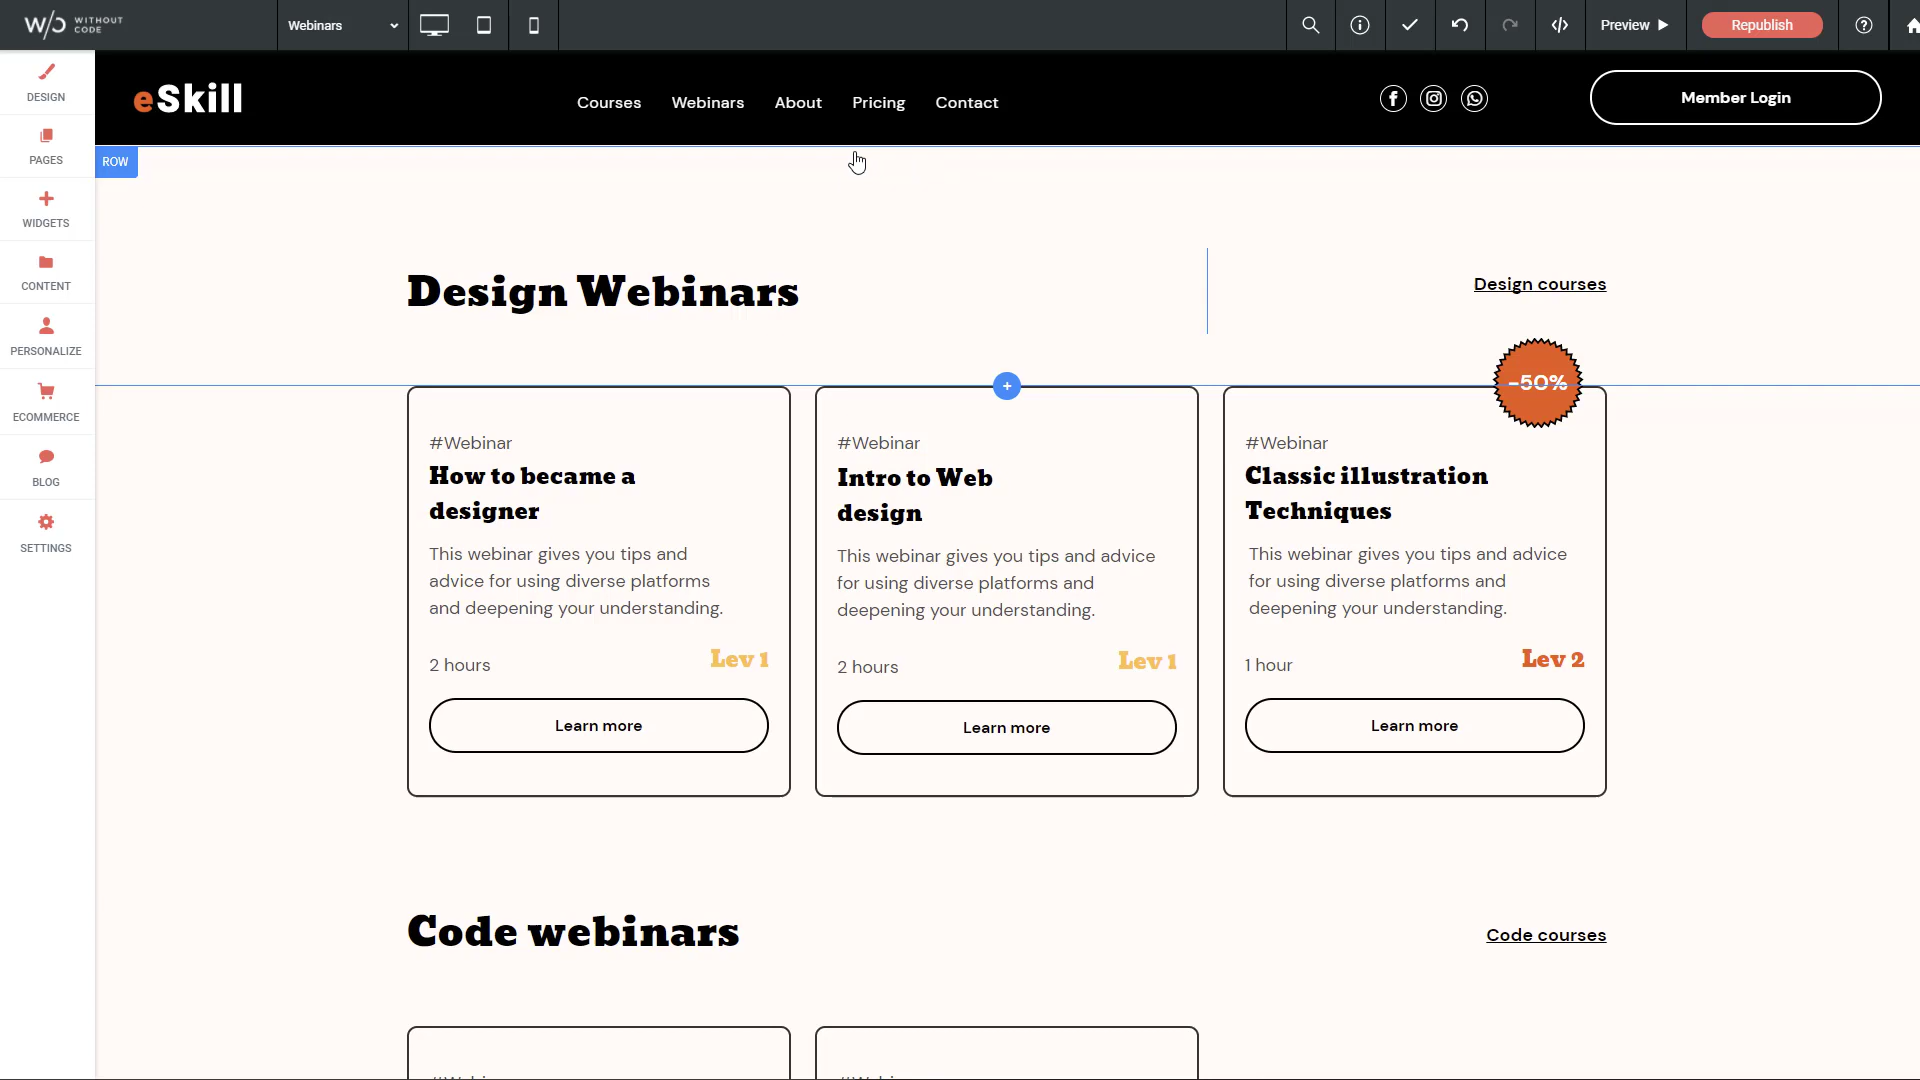 WITHOUT
CODE
Webinars
Preview
Republish
DESIGN
PAGES
WIDGETS
CONTENT
PERSONALIZE
ECOMMERCE
BLOG
SETTINGS
eSkill
Courses Webinars About Pricing Contact
Member Login
ROW
Design Webinars
Design courses
-50%
#Webinar
How to became a
designer
This webinar gives you tips and
advice for using diverse platforms
and deepening your understanding.
2 hours
Lev 1
Learn more
#Webinar
Intro to Web
design
This webinar gives you tips and advice
for using diverse platforms and
deepening your understanding.
2 hours
Lev 1
Learn more
#Webinar
Classic illustration
Techniques
This webinar gives you tips and advice
for using diverse platforms and
deepening your understanding.
1 hour
Lev 2
Learn more
Code webinars
Code courses